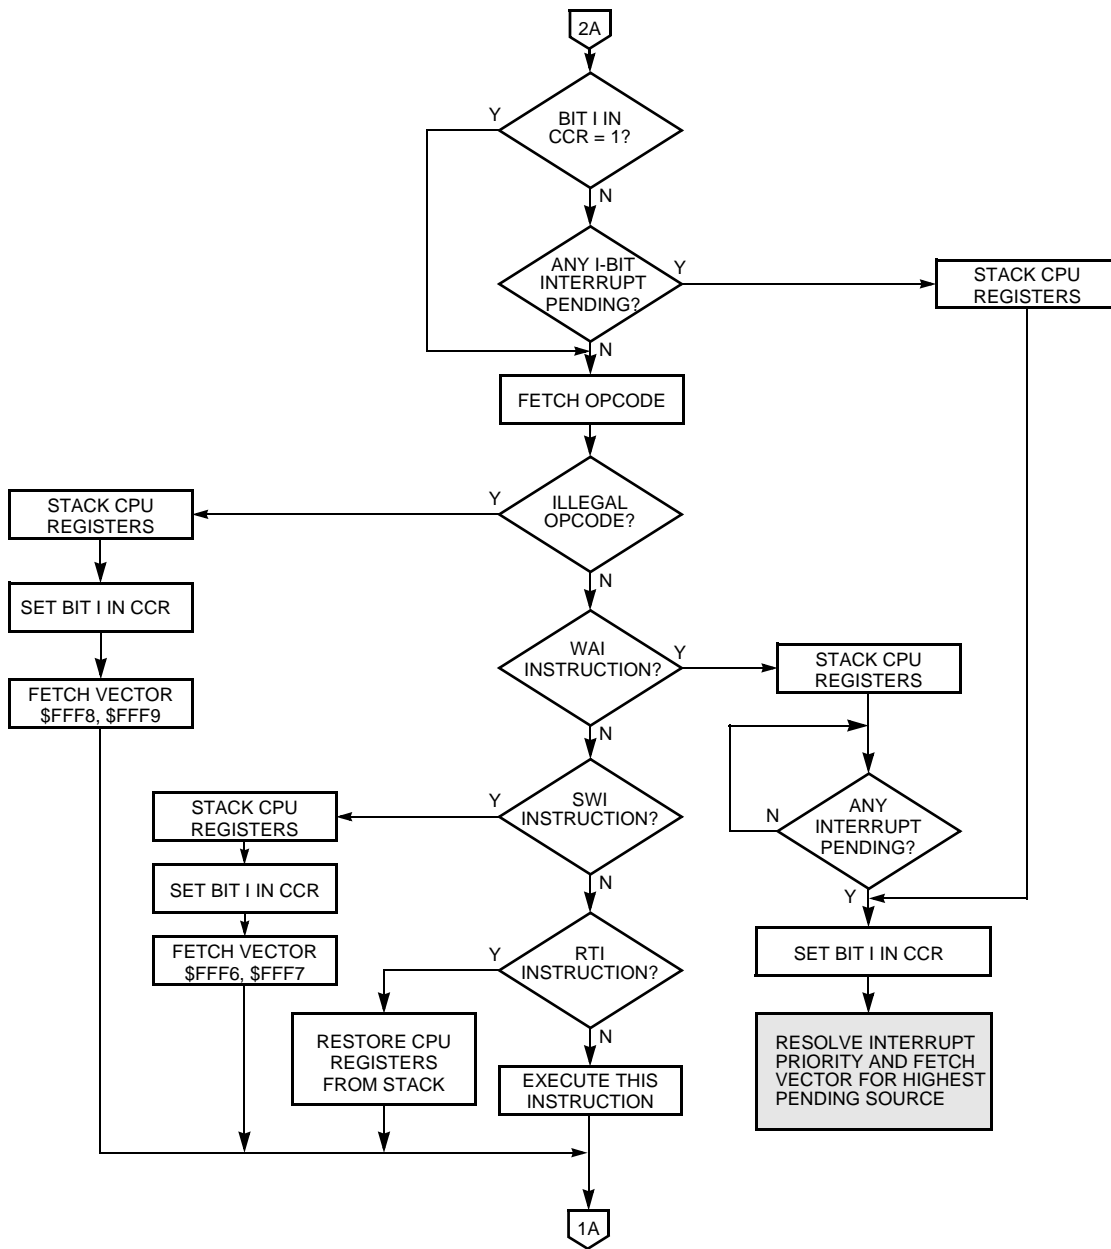 2A
BIT I IN
CCR = 1?
Y
N
ANY I-BIT
INTERRUPT
PENDING?
Y
N
STACK CPU
REGISTERS
FETCH OPCODE
ILLEGAL
OPCODE?
Y
N
STACK CPU
REGISTERS
SET BIT I IN CCR
FETCH VECTOR
$FFF8, $FFF9
WAI
INSTRUCTION?
Y
N
STACK CPU
REGISTERS
ANY
INTERRUPT
PENDING?
N
Y
SWI
INSTRUCTION?
Y
N
STACK CPU
REGISTERS
SET BIT I IN CCR
FETCH VECTOR
$FFF6, $FFF7
RTI
INSTRUCTION?
Y
N
RESTORE CPU
REGISTERS
FROM STACK
EXECUTE THIS
INSTRUCTION
SET BIT I IN CCR
RESOLVE INTERRUPT
PRIORITY AND FETCH
VECTOR FOR HIGHEST
PENDING SOURCE
1A